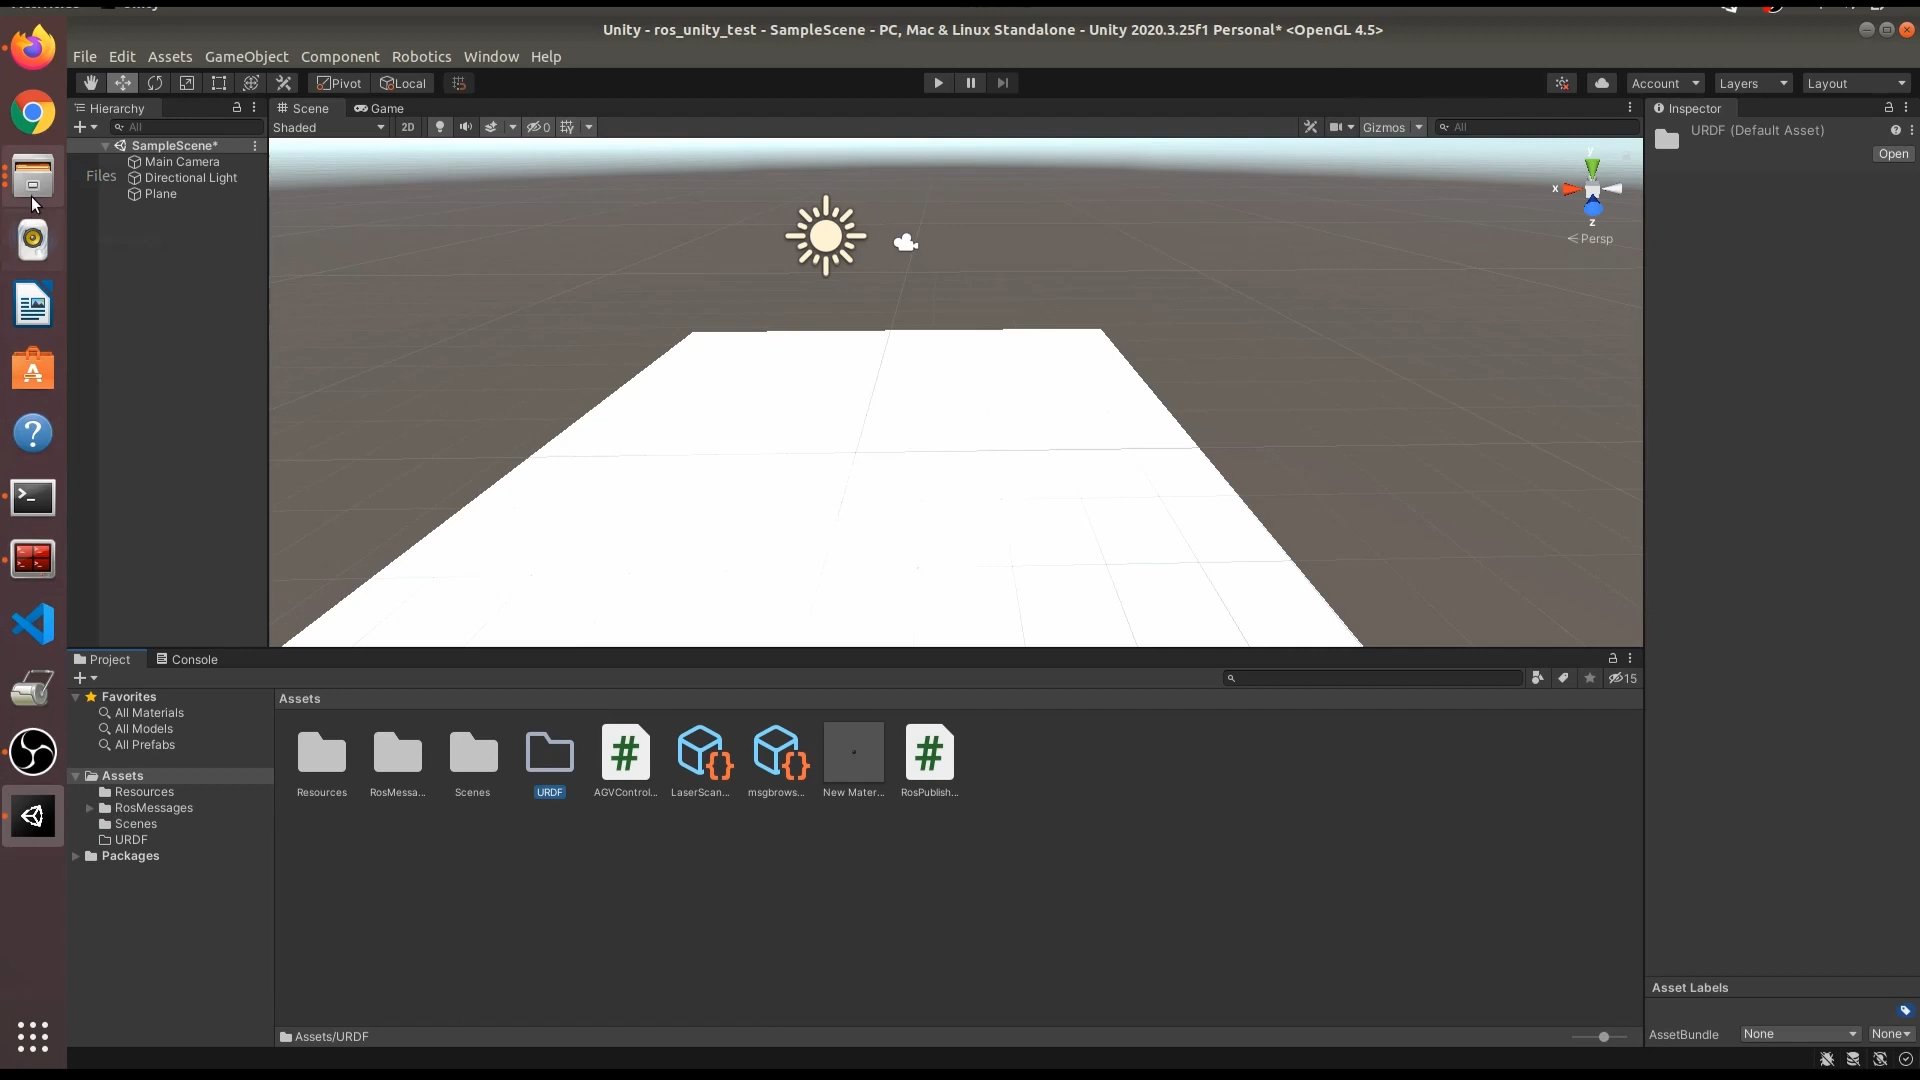 Unity - ros_unity_test - SampleScene - PC, Mac & Linux Standalone - Unity 2020.3.25f1 Personal* <OpenGL 4.5>
File Edit Assets GameObject Component Robotics Window Help
Pivot Local Account Layers Layout
Hierarchy Scene Game Inspector
All Shaded 2D 0 Gizmos All
URDF (Default Asset)
Open
SampleScene*
Main Camera
Files
Directional Light
Plane
y
x
z
Persp
Project Console
15
Favorites
All Materials
All Models
All Prefabs
Assets
Resources
RosMessages
Scenes
URDF
Packages
Assets
Resources RosMessa... Scenes URDF AGVControl... LaserScan... msgbrows... New Mater... RosPublish...
Assets/URDF
Asset Labels
AssetBundle None None